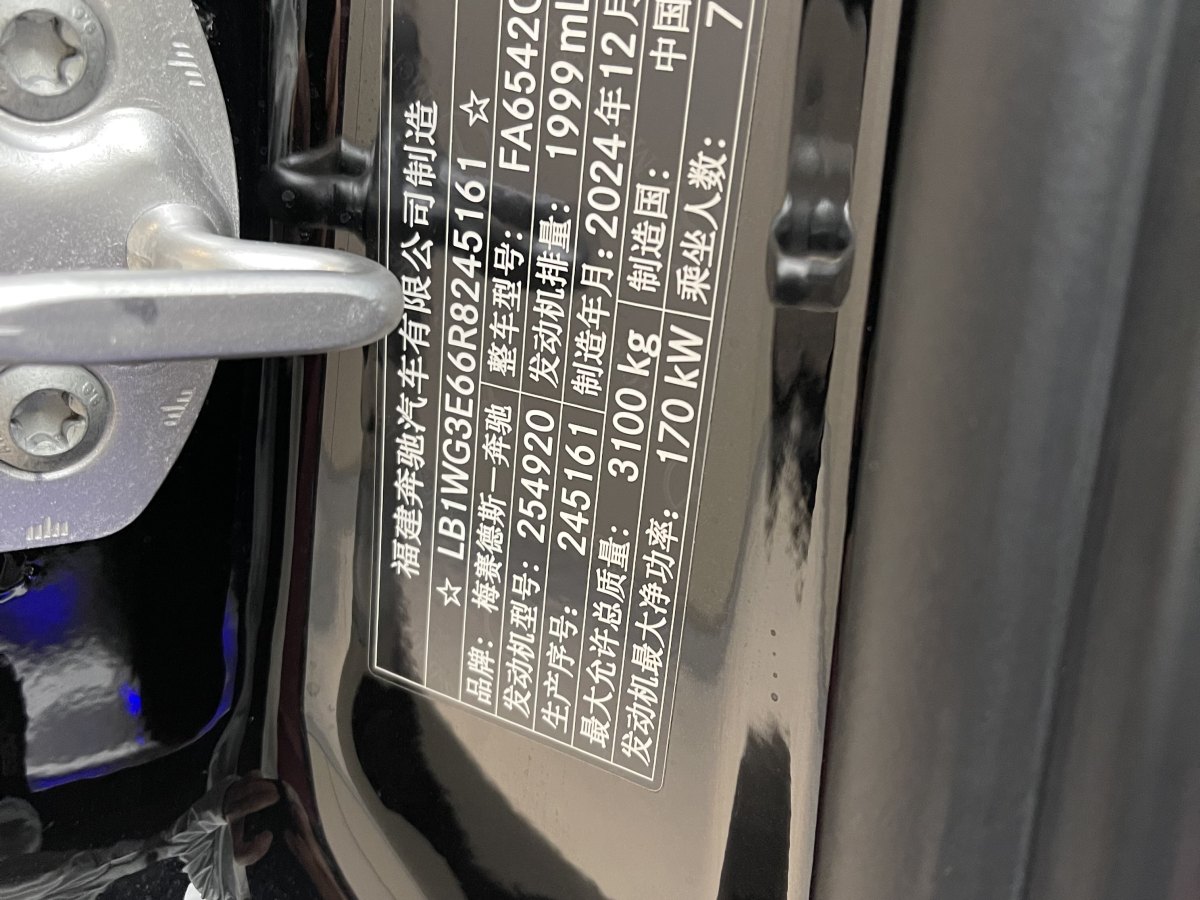 福建奔驰汽车有限公司制造
☆ LB1WG3E66R8245161 ☆
品牌: 梅赛德斯－奔驰 整车型号: FA6542
发动机型号: 254920 发动机排量: 1999 mL
生产序号: 245161 制造年月: 2024年12月
最大允许总质量: 3100 kg 制造国: 中国
发动机最大净功率: 170 kW 乘坐人数: 7